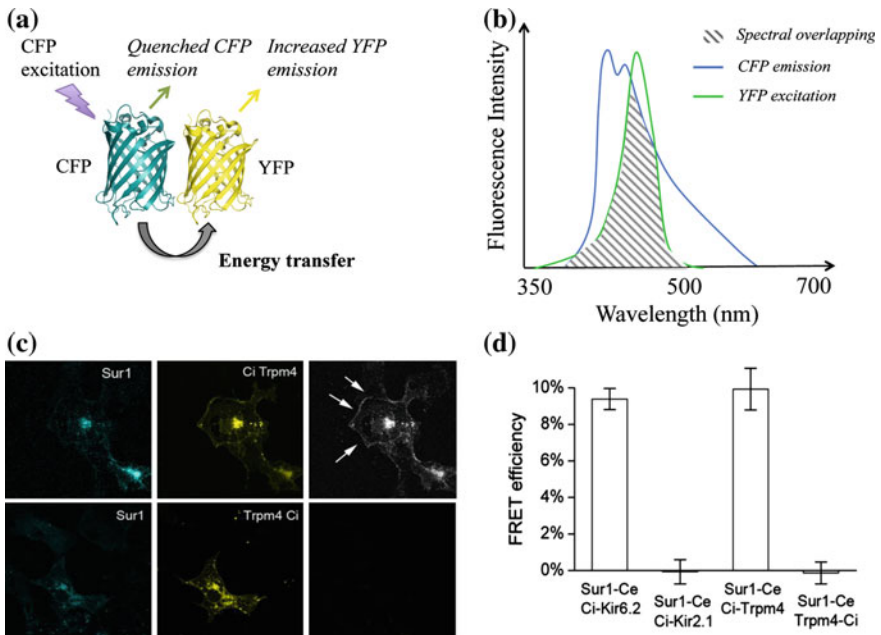 (a)
CFP
excitation
Quenched CFP
emission
Increased YFP
emission
CFP
YFP
Energy transfer
(b)
Fluorescence Intensity
Spectral overlapping
CFP emission
YFP excitation
350
500
700
Wavelength (nm)
(c)
Sur1
Ci Trpm4
Sur1
Trpm4 Ci
(d)
FRET efficiency
10%
8%
6%
4%
2%
0%
Sur1-Ce
Ci-Kir6.2
Sur1-Ce
Ci-Kir2.1
Sur1-Ce
Ci-Trpm4
Sur1-Ce
Trpm4-Ci